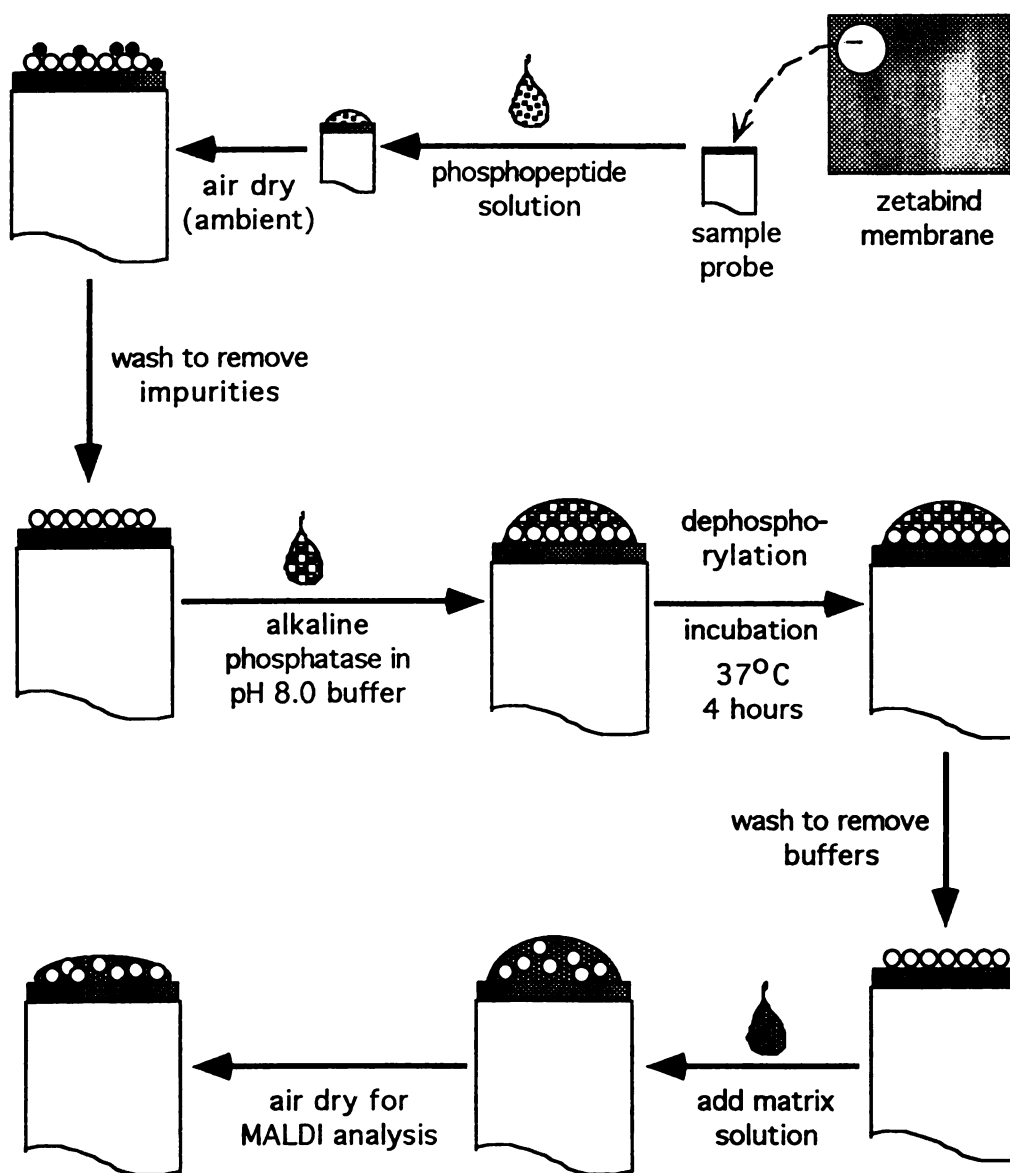 zetabind
membrane
sample
probe
phosphopeptide
solution
air dry
(ambient)
wash to remove
impurities
alkaline
phosphatase in
pH 8.0 buffer
dephospho-
rylation
incubation
37°C
4 hours
wash to remove
buffers
add matrix
solution
air dry for
MALDI analysis